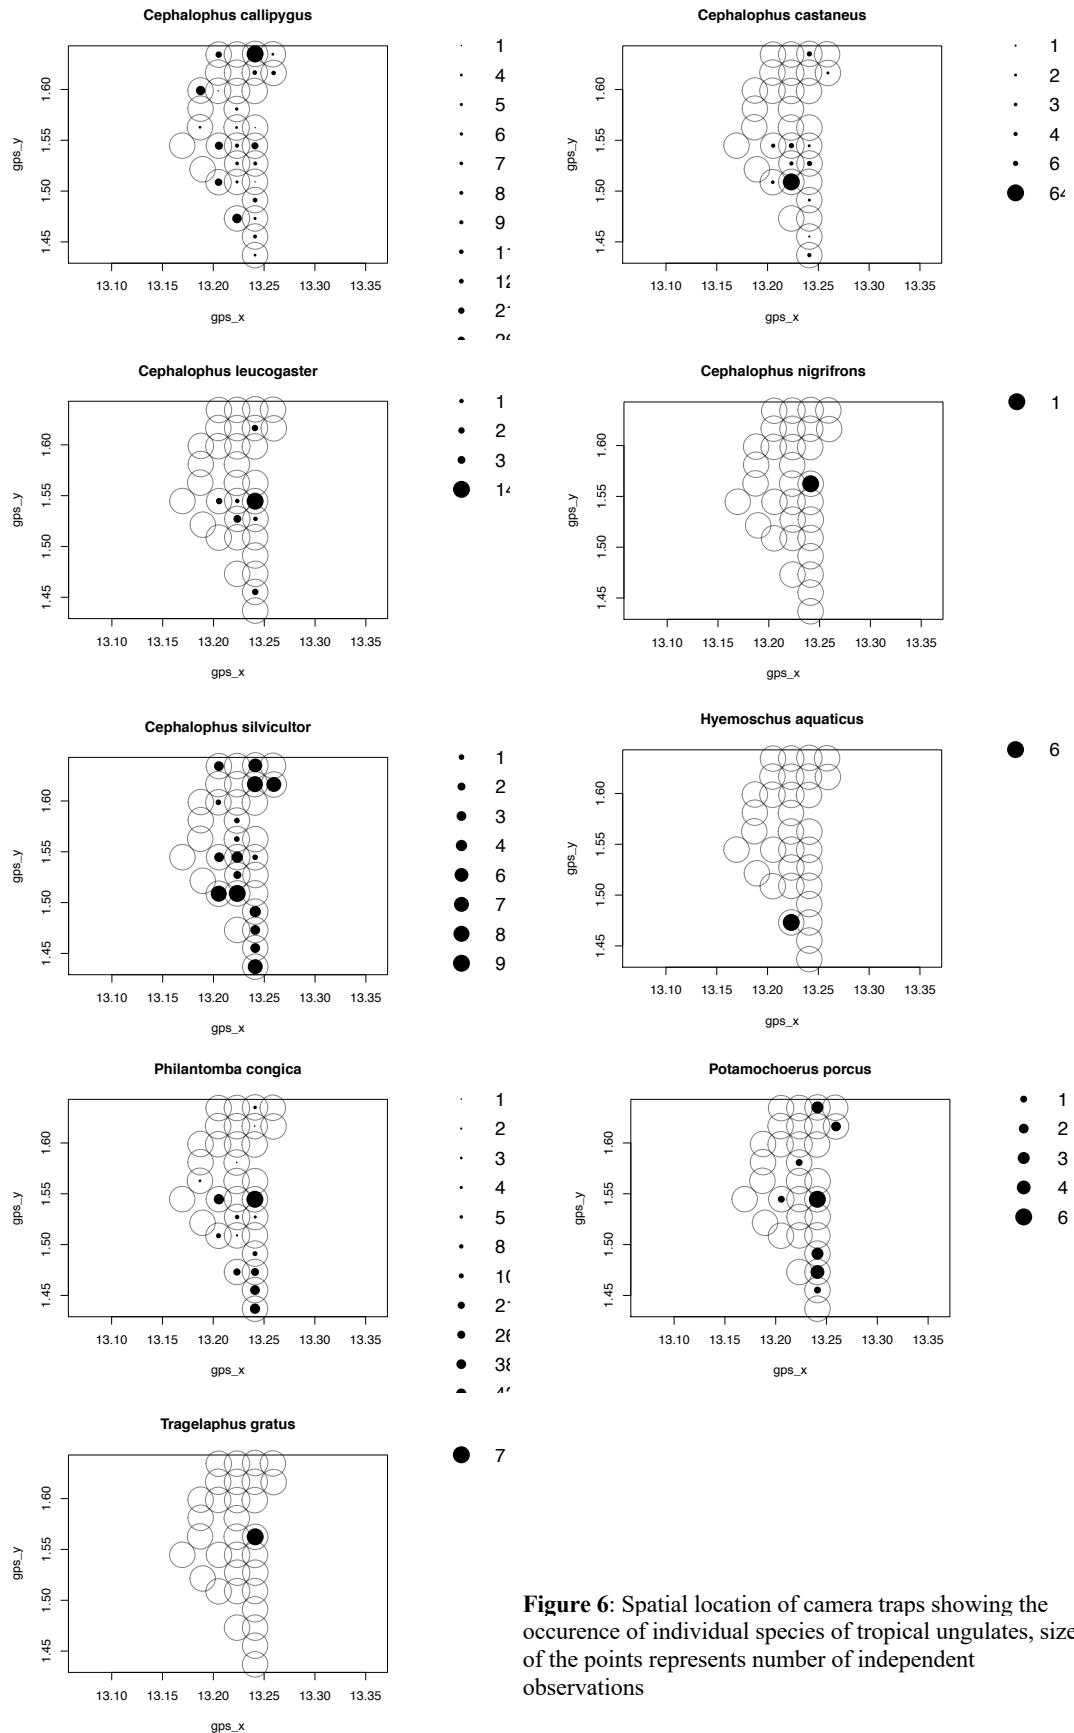 Cephalophus callipygus
gps_y
1.45 1.50 1.55 1.60
13.10 13.15 13.20 13.25 13.30 13.35
gps_x
1
4
5
6
7
8
9
11
12
21
Cephalophus castaneus
gps_y
1.45 1.50 1.55 1.60
13.10 13.15 13.20 13.25 13.30 13.35
gps_x
1
2
3
4
6
64
Cephalophus leucogaster
gps_y
1.45 1.50 1.55 1.60
13.10 13.15 13.20 13.25 13.30 13.35
gps_x
1
2
3
14
Cephalophus nigrifrons
gps_y
1.45 1.50 1.55 1.60
13.10 13.15 13.20 13.25 13.30 13.35
gps_x
1
Cephalophus silvicultor
gps_y
1.45 1.50 1.55 1.60
13.10 13.15 13.20 13.25 13.30 13.35
gps_x
1
2
3
4
6
7
8
9
Hyemoschus aquaticus
gps_y
1.45 1.50 1.55 1.60
13.10 13.15 13.20 13.25 13.30 13.35
gps_x
6
Philantomba congica
gps_y
1.45 1.50 1.55 1.60
13.10 13.15 13.20 13.25 13.30 13.35
gps_x
1
2
3
4
5
8
10
21
26
38
Potamochoerus porcus
gps_y
1.45 1.50 1.55 1.60
13.10 13.15 13.20 13.25 13.30 13.35
gps_x
1
2
3
4
6
Tragelaphus gratus
gps_y
1.45 1.50 1.55 1.60
13.10 13.15 13.20 13.25 13.30 13.35
gps_x
7
Figure 6: Spatial location of camera traps showing the
occurence of individual species of tropical ungulates, size
of the points represents number of independent
observations